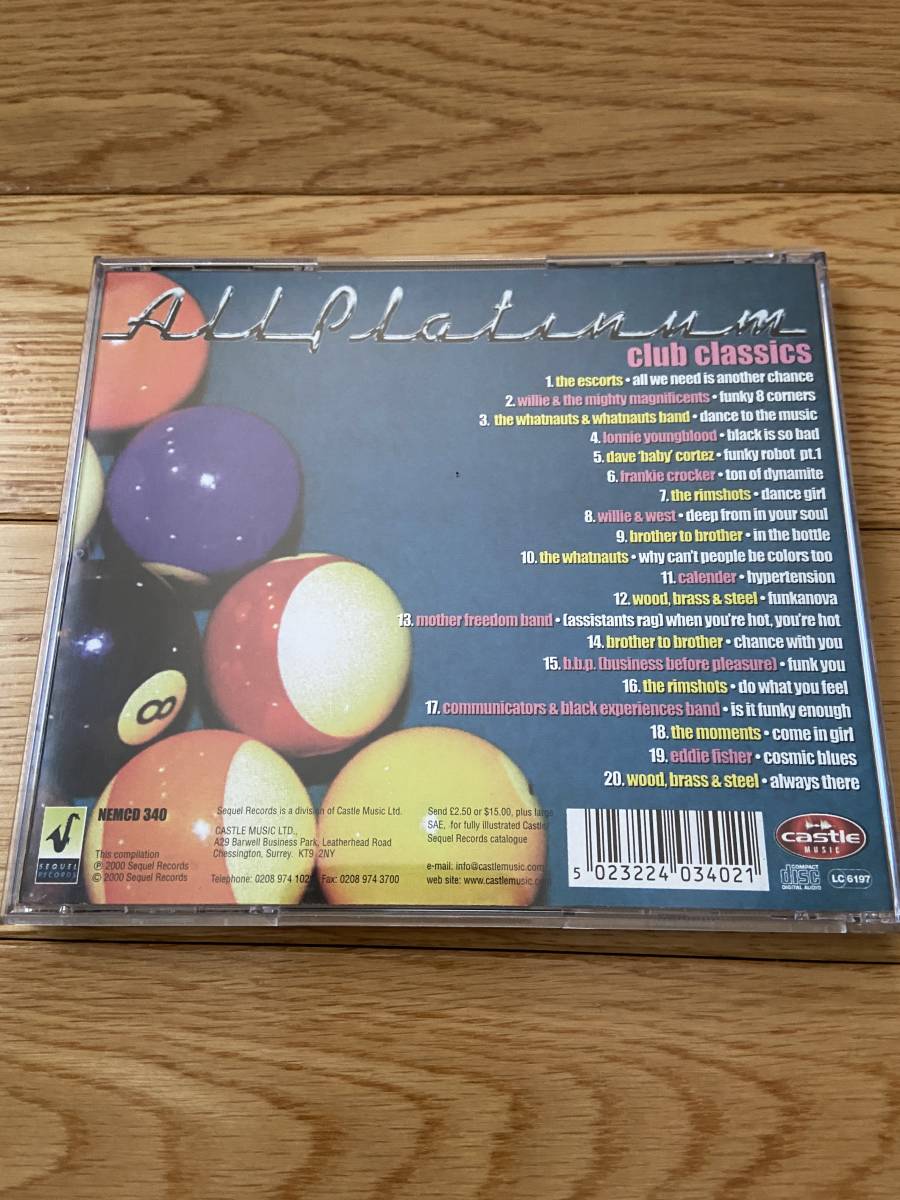 All Platinum
club classics
1. the escorts • all we need is another chance
2. willie & the mighty magnificents • funky 8 corners
3. the whatnauts & whatnauts band • dance to the music
4. lonnie youngblood • black is so bad
5. dave 'baby' cortez • funky robot pt.1
6. frankie crocker • ton of dynamite
7. the rimshots • dance girl
8. willie & west • deep from in your soul
9. brother to brother • in the bottle
10. the whatnauts • why can't people be colors too
11. calender • hypertension
12. wood, brass & steel • funkanova
13. mother freedom band • (assistants rag) when you're hot, you're hot
14. brother to brother • chance with you
15. b.b.p. (business before pleasure) • funk you
16. the rimshots • do what you feel
17. communicators & black experiences band • is it funky enough
18. the moments • come in girl
19. eddie fisher • cosmic blues
20. wood, brass & steel • always there
8
SEQUEL
RECORDS
NEMCD 340
This compilation
℗ 2000 Sequel Records
© 2000 Sequel Records
Sequel Records is a division of Castle Music Ltd.
CASTLE MUSIC LTD.,
A29 Barwell Business Park, Leatherhead Road
Chessington, Surrey. KT9 2NY
Telephone: 0208 974 1021 Fax: 0208 974 3700
Send £2.50 or $15.00, plus large
SAE, for fully illustrated Castle/
Sequel Records catalogue
e-mail: info@castlemusic.com
web site: www.castlemusic.com
5 023224 034021
castle
MUSIC
COMPACT
disc
DIGITAL AUDIO
LC 6197